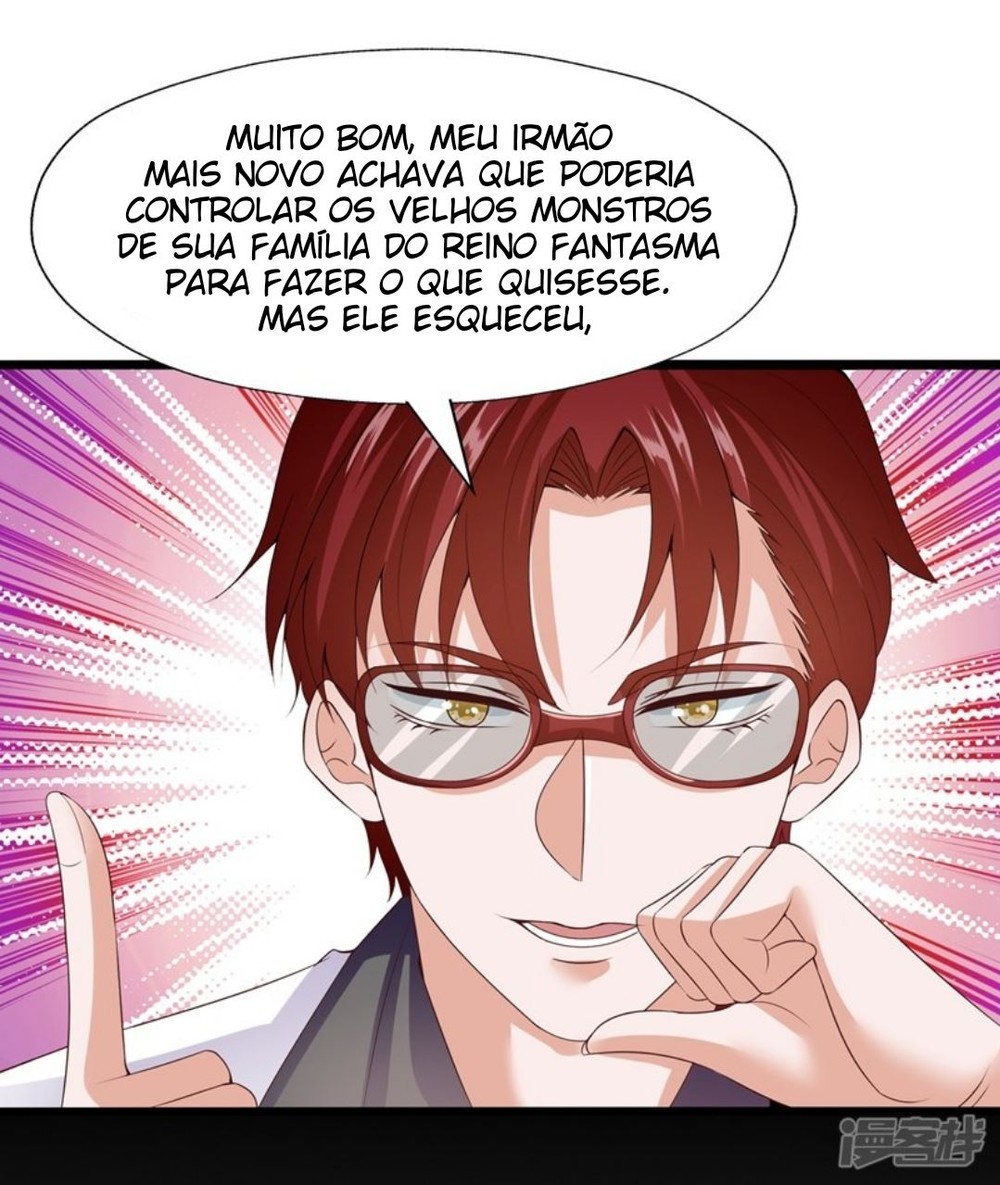 MUITO BOM, MEU IRMÃO
MAIS NOVO ACHAVA QUE PODERIA
CONTROLAR OS VELHOS MONSTROS
DE SUA FAMÍLIA DO REINO FANTASMA
PARA FAZER O QUE QUISESSE.
MAS ELE ESQUECEU,
漫客栈